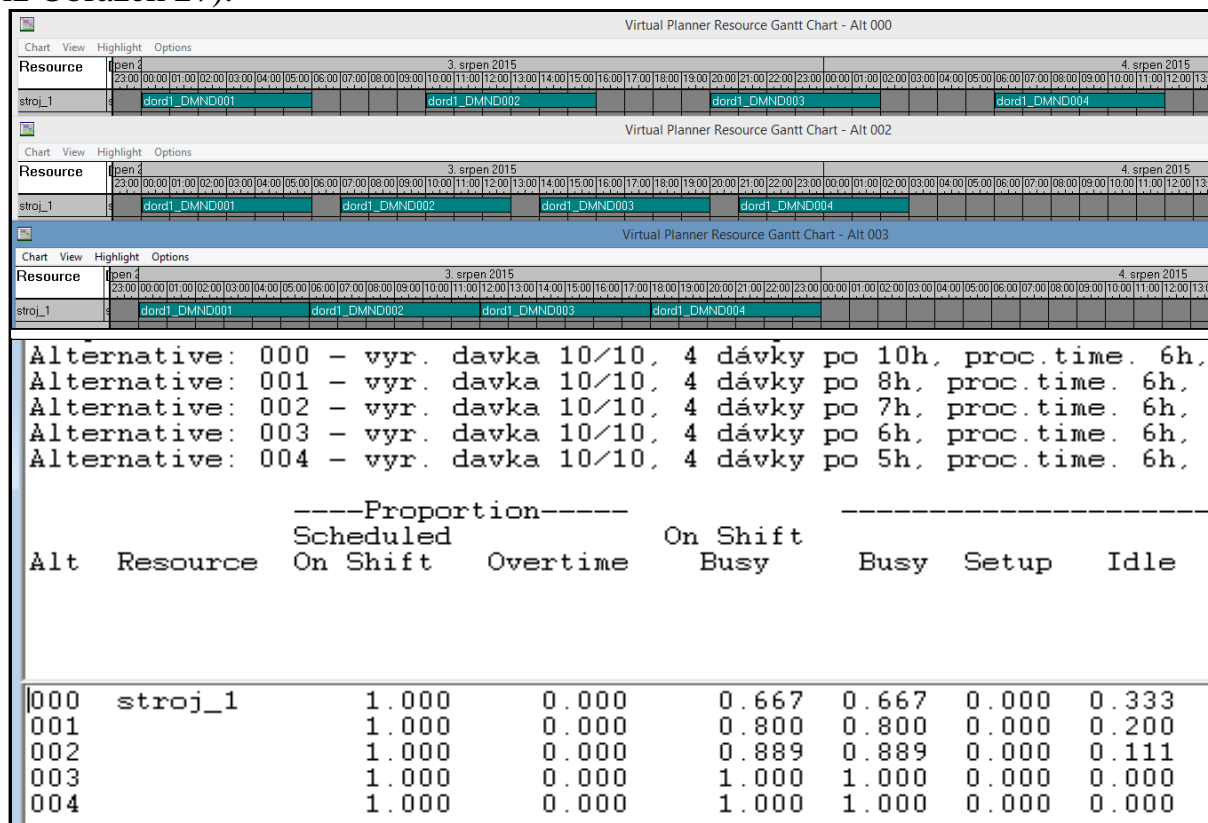 Virtual Planner Resource Gantt Chart - Alt 000
Chart View Highlight Options
Resource pen 2 3. srpen 2015 4. srpen 2015
23:00 00:00 01:00 02:00 03:00 04:00 05:00 06:00 07:00 08:00 09:00 10:00 11:00 12:00 13:00 14:00 15:00 16:00 17:00 18:00 19:00 20:00 21:00 22:00 23:00 00:00 01:00 02:00 03:00 04:00 05:00 06:00 07:00 08:00 09:00 10:00 11:00 12:00 13:
stroj_1 s dord1_DMND001 dord1_DMND002 dord1_DMND003 dord1_DMND004
Virtual Planner Resource Gantt Chart - Alt 002
Chart View Highlight Options
Resource pen 2 3. srpen 2015 4. srpen 2015
23:00 00:00 01:00 02:00 03:00 04:00 05:00 06:00 07:00 08:00 09:00 10:00 11:00 12:00 13:00 14:00 15:00 16:00 17:00 18:00 19:00 20:00 21:00 22:00 23:00 00:00 01:00 02:00 03:00 04:00 05:00 06:00 07:00 08:00 09:00 10:00 11:00 12:00 13:
stroj_1 s dord1_DMND001 dord1_DMND002 dord1_DMND003 dord1_DMND004
Virtual Planner Resource Gantt Chart - Alt 003
Chart View Highlight Options
Resource pen 2 3. srpen 2015 4. srpen 2015
23:00 00:00 01:00 02:00 03:00 04:00 05:00 06:00 07:00 08:00 09:00 10:00 11:00 12:00 13:00 14:00 15:00 16:00 17:00 18:00 19:00 20:00 21:00 22:00 23:00 00:00 01:00 02:00 03:00 04:00 05:00 06:00 07:00 08:00 09:00 10:00 11:00 12:00 13:0
stroj_1 s dord1_DMND001 dord1_DMND002 dord1_DMND003 dord1_DMND004
Alternative: 000 - vyr. davka 10/10, 4 dávky po 10h, proc.time. 6h,
Alternative: 001 - vyr. davka 10/10, 4 dávky po 8h, proc.time. 6h,
Alternative: 002 - vyr. davka 10/10, 4 dávky po 7h, proc.time. 6h,
Alternative: 003 - vyr. davka 10/10, 4 dávky po 6h, proc.time. 6h,
Alternative: 004 - vyr. davka 10/10, 4 dávky po 5h, proc.time. 6h,
----Proportion----- ----------------------
Scheduled On Shift
Alt Resource On Shift Overtime Busy Busy Setup Idle
000 stroj_1 1.000 0.000 0.667 0.667 0.000 0.333
001 1.000 0.000 0.800 0.800 0.000 0.200
002 1.000 0.000 0.889 0.889 0.000 0.111
003 1.000 0.000 1.000 1.000 0.000 0.000
004 1.000 0.000 1.000 1.000 0.000 0.000